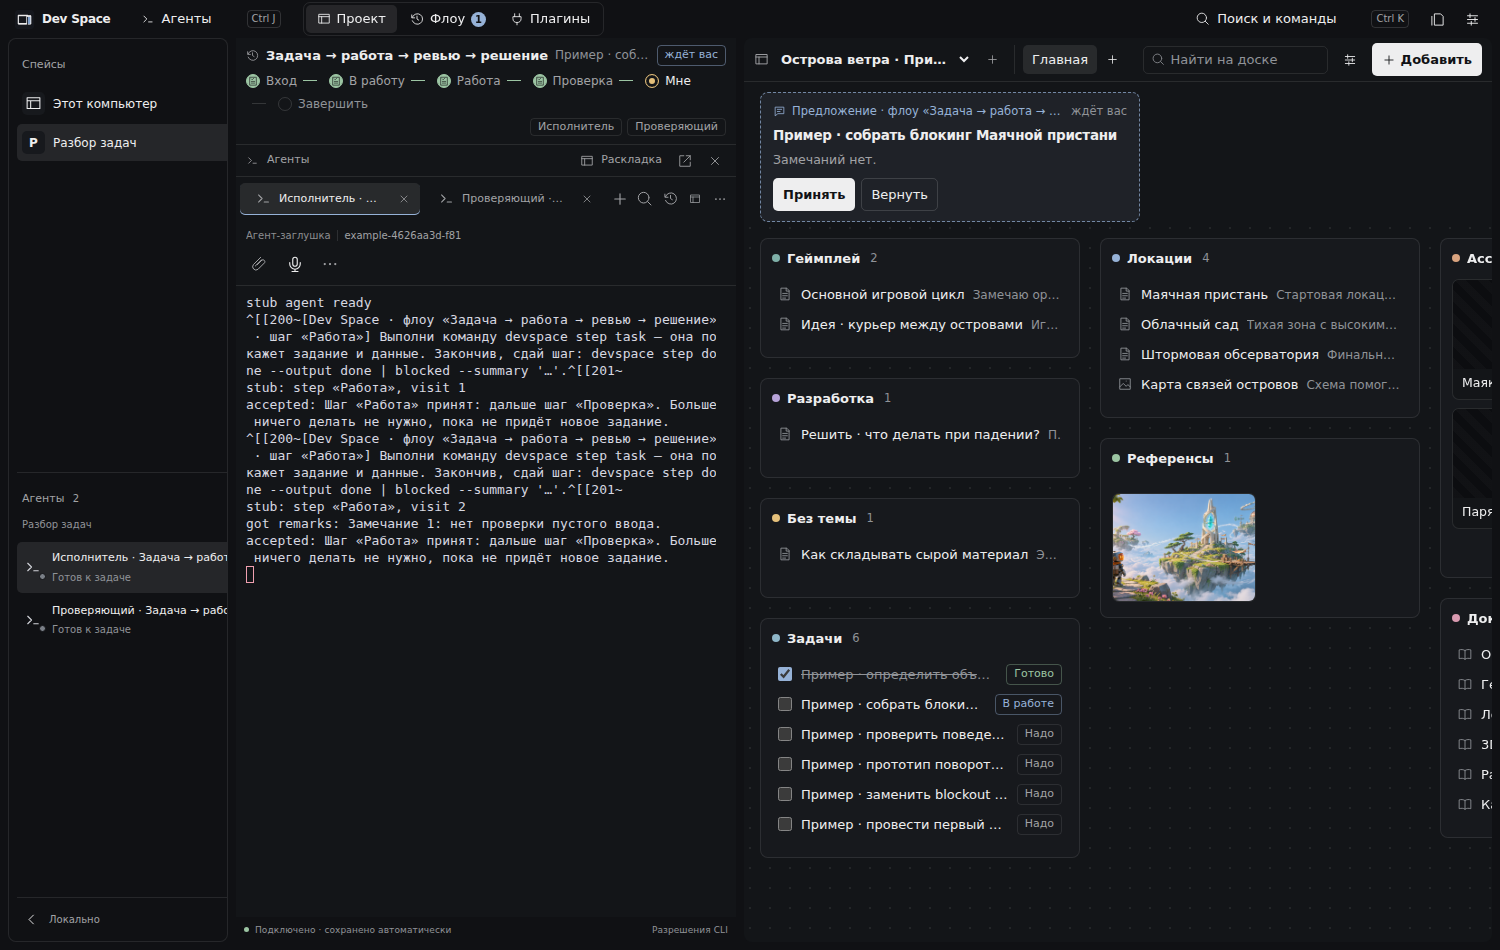 Dev Space
Агенты
Ctrl J
Проект
Флоу 1
Плагины
Поиск и команды
Ctrl K
Спейсы
Этот компьютер
P Разбор задач
Агенты 2
Разбор задач
Исполнитель · Задача → работ
Готов к задаче
Проверяющий · Задача → рабо
Готов к задаче
Локально
Задача → работа → ревью → решение Пример · соб… ждёт вас
Вход В работу Работа Проверка Мне
Завершить
Исполнитель Проверяющий
Агенты Раскладка
Исполнитель · … Проверяющий ·…
Агент-заглушка example-4626aa3d-f81
stub agent ready
^[[200~[Dev Space · флоу «Задача → работа → ревью → решение»
· шаг «Работа»] Выполни команду devspace step task — она по
кажет задание и данные. Закончив, сдай шаг: devspace step do
ne --output done | blocked --summary '…'.^[[201~
stub: step «Работа», visit 1
accepted: Шаг «Работа» принят: дальше шаг «Проверка». Больше
ничего делать не нужно, пока не придёт новое задание.
^[[200~[Dev Space · флоу «Задача → работа → ревью → решение»
· шаг «Работа»] Выполни команду devspace step task — она по
кажет задание и данные. Закончив, сдай шаг: devspace step do
ne --output done | blocked --summary '…'.^[[201~
stub: step «Работа», visit 2
got remarks: Замечание 1: нет проверки пустого ввода.
accepted: Шаг «Работа» принят: дальше шаг «Проверка». Больше
ничего делать не нужно, пока не придёт новое задание.
Подключено · сохранено автоматически Разрешения CLI
Острова ветра · При… Главная Найти на доске Добавить
Предложение · флоу «Задача → работа → … ждёт вас
Пример · собрать блокинг Маячной пристани
Замечаний нет.
Принять Вернуть
Геймплей 2
Основной игровой цикл Замечаю ор…
Идея · курьер между островами Иг…
Разработка 1
Решить · что делать при падении? П.
Без темы 1
Как складывать сырой материал Э…
Задачи 6
Пример · определить объ… Готово
Пример · собрать блоки… В работе
Пример · проверить поведе… Надо
Пример · прототип поворот… Надо
Пример · заменить blockout … Надо
Пример · провести первый … Надо
Локации 4
Маячная пристань Стартовая локац…
Облачный сад Тихая зона с высоким…
Штормовая обсерватория Финальн…
Карта связей островов Схема помог…
Референсы 1
Асс
Маяк
Паря
Док
О
Ге
Ло
3D
Ра
Ка